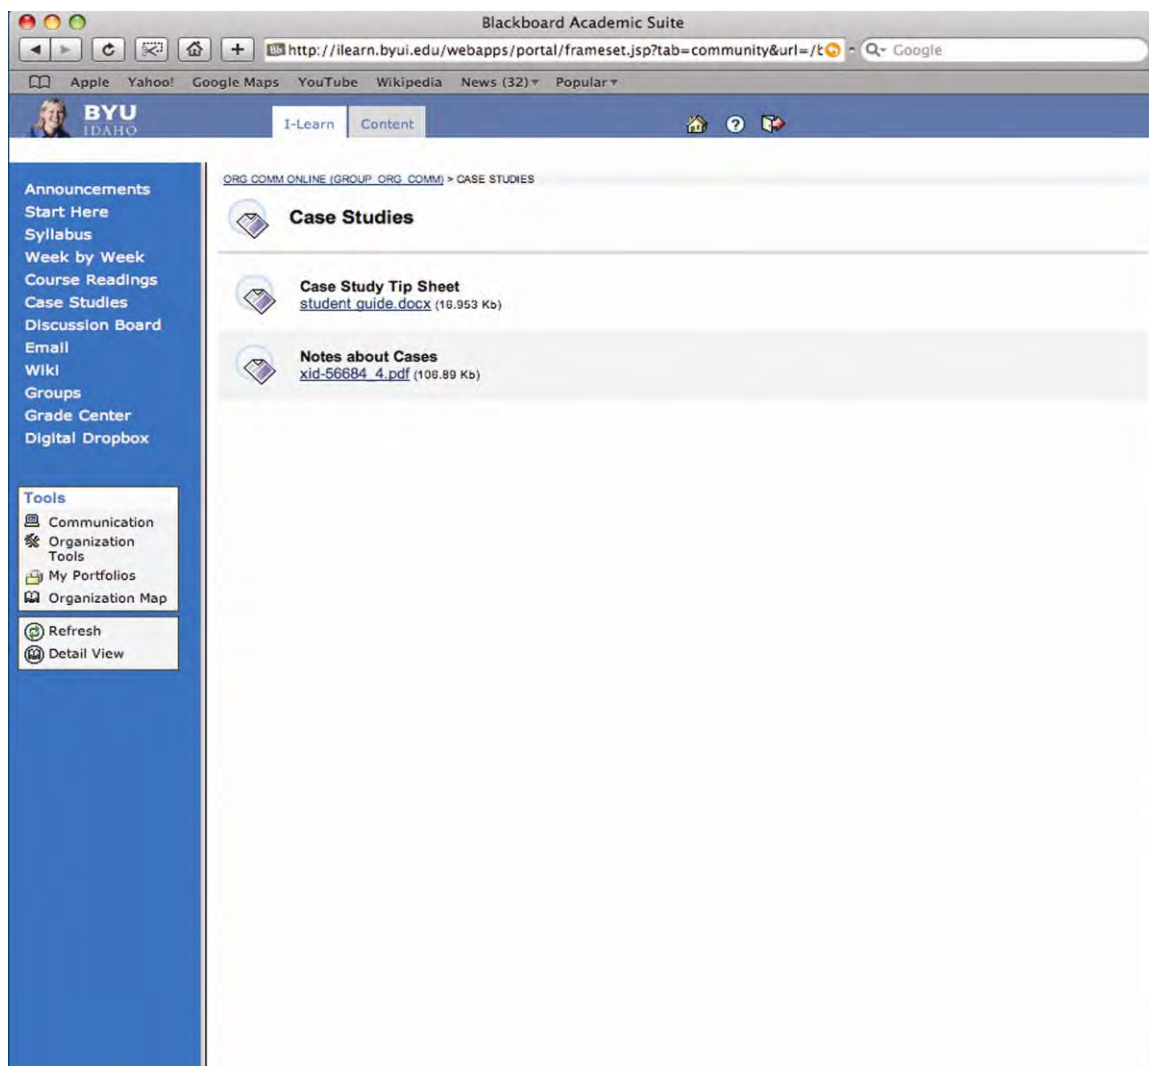 Blackboard Academic Suite
http://ilearn.byui.edu/webapps/portal/frameset.jsp?tab=community&url=/t
Google
Apple Yahoo! Google Maps YouTube Wikipedia News (32) Popular
BYU
IDAHO
I-Learn Content
ORG COMM ONLINE (GROUP_ORG_COMM) > CASE STUDIES
Case Studies
Case Study Tip Sheet
student guide.docx (16.953 Kb)
Notes about Cases
xid-56684_4.pdf (106.89 Kb)
Announcements
Start Here
Syllabus
Week by Week
Course Readings
Case Studies
Discussion Board
Email
Wiki
Groups
Grade Center
Digital Dropbox
Tools
Communication
Organization
Tools
My Portfolios
Organization Map
Refresh
Detail View